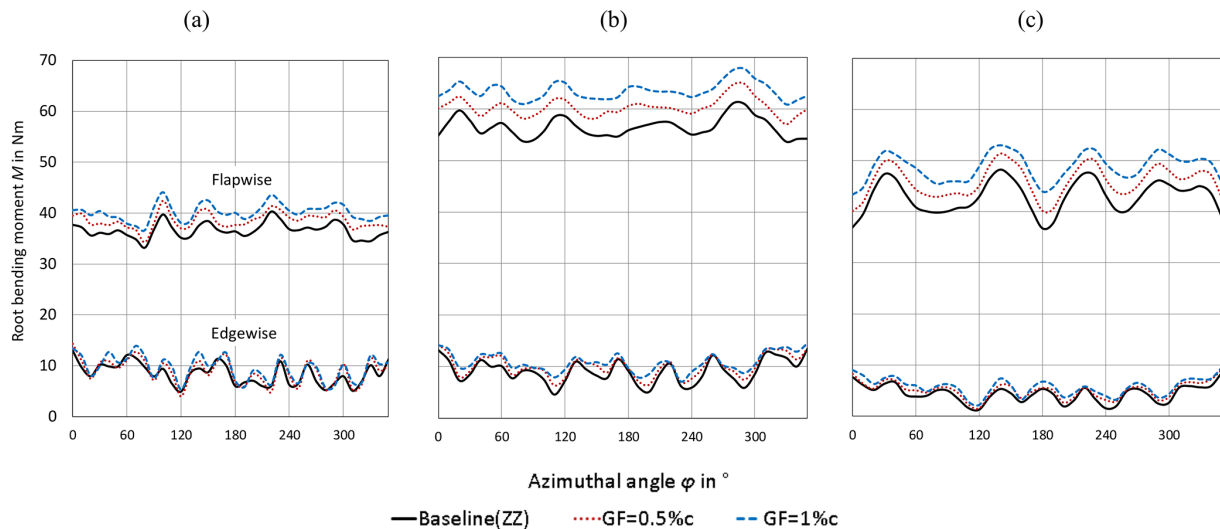 (a) (b) (c)
Root bending moment M in Nm
70
60
50
40
30
20
10
0
Flapwise
Edgewise
0 60 120 180 240 300
0 60 120 180 240 300
0 60 120 180 240 300
Azimuthal angle φ in °
Baseline(ZZ) GF=0.5%c GF=1%c